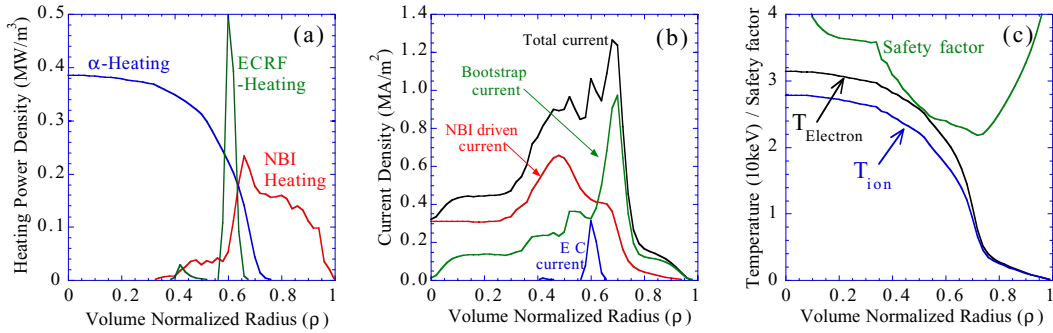 (a)
α-Heating
ECRF
-Heating
NBI
Heating
Heating Power Density (MW/m³)
0.5
0.4
0.3
0.2
0.1
0
0 0.2 0.4 0.6 0.8 1
Volume Normalized Radius (ρ)
(b)
Total current
Bootstrap
current
NBI driven
current
E C
current
Current Density (MA/m²)
1.4
1.2
1.0
0.8
0.6
0.4
0.2
0.0
0 0.2 0.4 0.6 0.8 1
Volume Normalized Radius (ρ)
(c)
Safety factor
TElectron
Tion
Temperature (10keV) / Safety factor
4
3
2
1
0
0 0.2 0.4 0.6 0.8 1
Volume Normalized Radius (ρ)